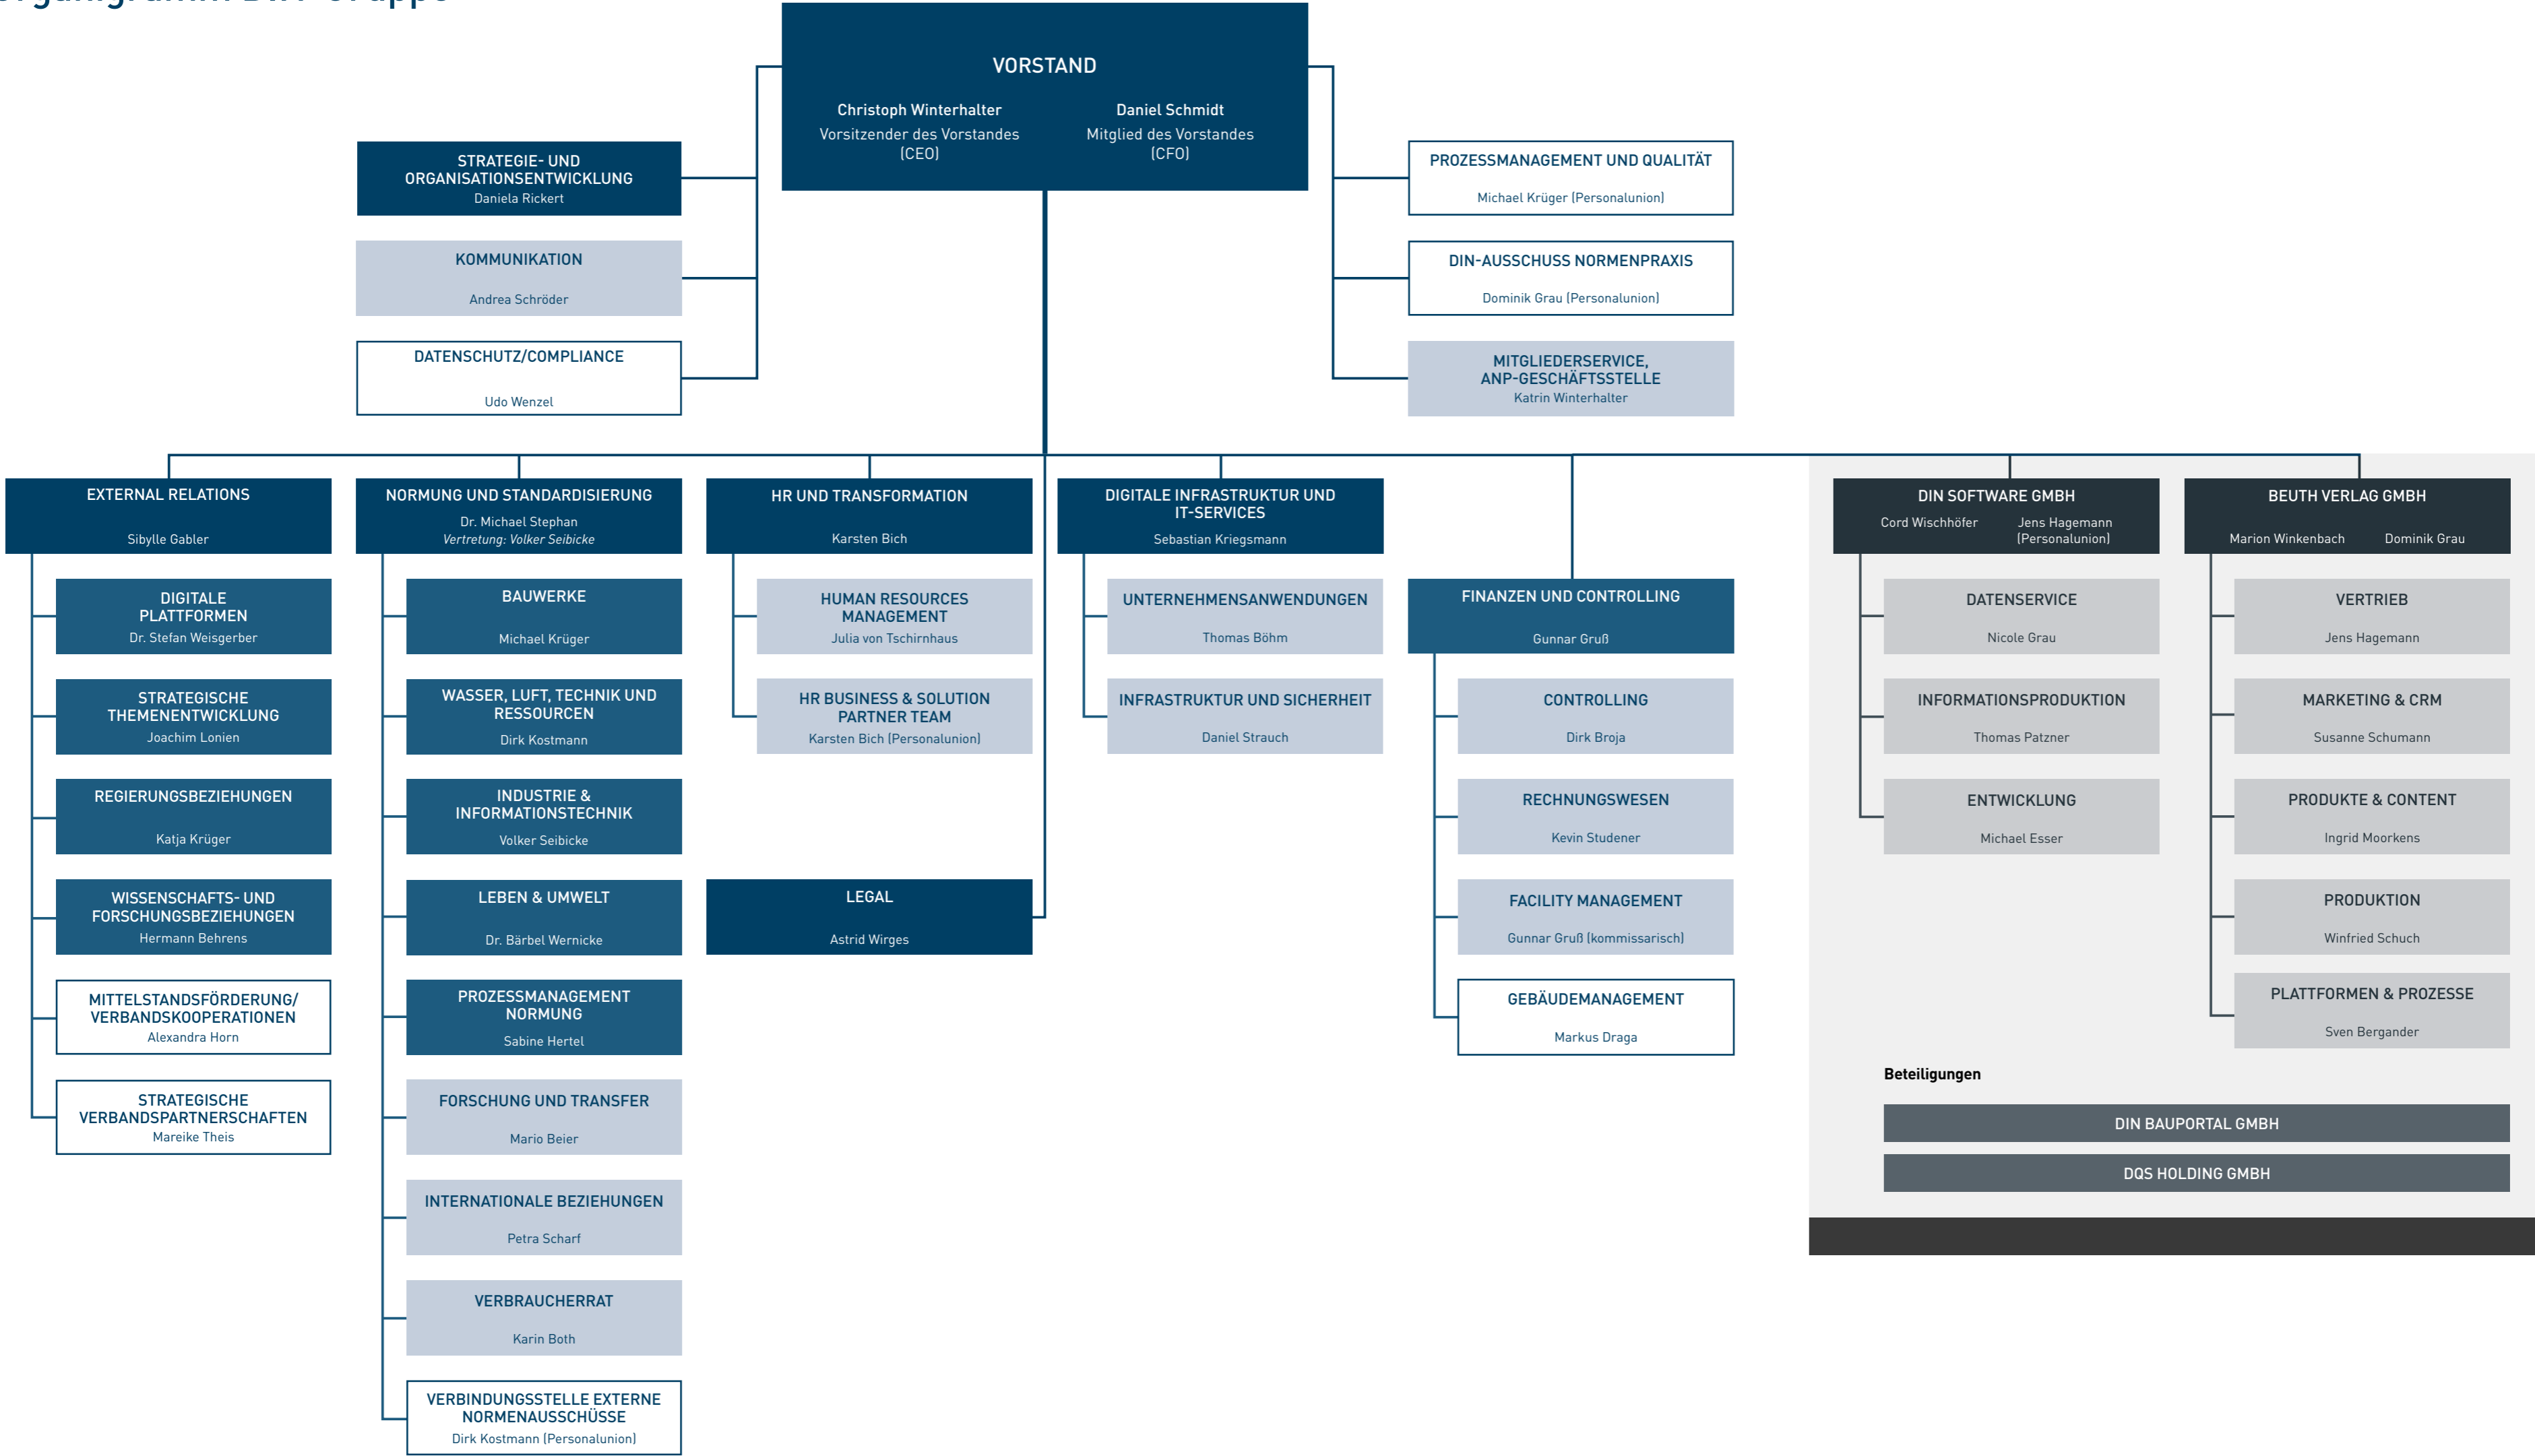 VORSTAND
Christoph Winterhalter
Vorsitzender des Vorstandes
(CEO)
Daniel Schmidt
Mitglied des Vorstandes
(CFO)
STRATEGIE- UND
ORGANISATIONSENTWICKLUNG
Daniela Rickert
KOMMUNIKATION
Andrea Schröder
DATENSCHUTZ/COMPLIANCE
Udo Wenzel
PROZESSMANAGEMENT UND QUALITÄT
Michael Krüger (Personalunion)
DIN-AUSSCHUSS NORMENPRAXIS
Dominik Grau (Personalunion)
MITGLIEDERSERVICE,
ANP-GESCHÄFTSSTELLE
Katrin Winterhalter
EXTERNAL RELATIONS
Sibylle Gabler
DIGITALE
PLATTFORMEN
Dr. Stefan Weisgerber
STRATEGISCHE
THEMENENTWICKLUNG
Joachim Lonien
REGIERUNGSBEZIEHUNGEN
Katja Krüger
WISSENSCHAFTS- UND
FORSCHUNGSBEZIEHUNGEN
Hermann Behrens
MITTELSTANDSFÖRDERUNG/
VERBANDSKOOPERATIONEN
Alexandra Horn
STRATEGISCHE
VERBANDSPARTNERSCHAFTEN
Mareike Theis
NORMUNG UND STANDARDISIERUNG
Dr. Michael Stephan
Vertretung: Volker Seibicke
BAUWERKE
Michael Krüger
WASSER, LUFT, TECHNIK UND
RESSOURCEN
Dirk Kostmann
INDUSTRIE &
INFORMATIONSTECHNIK
Volker Seibicke
LEBEN & UMWELT
Dr. Bärbel Wernicke
PROZESSMANAGEMENT
NORMUNG
Sabine Hertel
FORSCHUNG UND TRANSFER
Mario Beier
INTERNATIONALE BEZIEHUNGEN
Petra Scharf
VERBRAUCHERRAT
Karin Both
VERBINDUNGSSTELLE EXTERNE
NORMENAUSSCHÜSSE
Dirk Kostmann (Personalunion)
HR UND TRANSFORMATION
Karsten Bich
HUMAN RESOURCES
MANAGEMENT
Julia von Tschirnhaus
HR BUSINESS & SOLUTION
PARTNER TEAM
Karsten Bich (Personalunion)
LEGAL
Astrid Wirges
DIGITALE INFRASTRUKTUR UND
IT-SERVICES
Sebastian Kriegsmann
UNTERNEHMENSANWENDUNGEN
Thomas Böhm
INFRASTRUKTUR UND SICHERHEIT
Daniel Strauch
FINANZEN UND CONTROLLING
Gunnar Gruß
CONTROLLING
Dirk Broja
RECHNUNGSWESEN
Kevin Studener
FACILITY MANAGEMENT
Gunnar Gruß (kommissarisch)
GEBÄUDEMANAGEMENT
Markus Draga
DIN SOFTWARE GMBH
Cord Wischhöfer
Jens Hagemann
(Personalunion)
DATENSERVICE
Nicole Grau
INFORMATIONSPRODUKTION
Thomas Patzner
ENTWICKLUNG
Michael Esser
BEUTH VERLAG GMBH
Marion Winkenbach
Dominik Grau
VERTRIEB
Jens Hagemann
MARKETING & CRM
Susanne Schumann
PRODUKTE & CONTENT
Ingrid Moorkens
PRODUKTION
Winfried Schuch
PLATTFORMEN & PROZESSE
Sven Bergander
Beteiligungen
DIN BAUPORTAL GMBH
DQS HOLDING GMBH